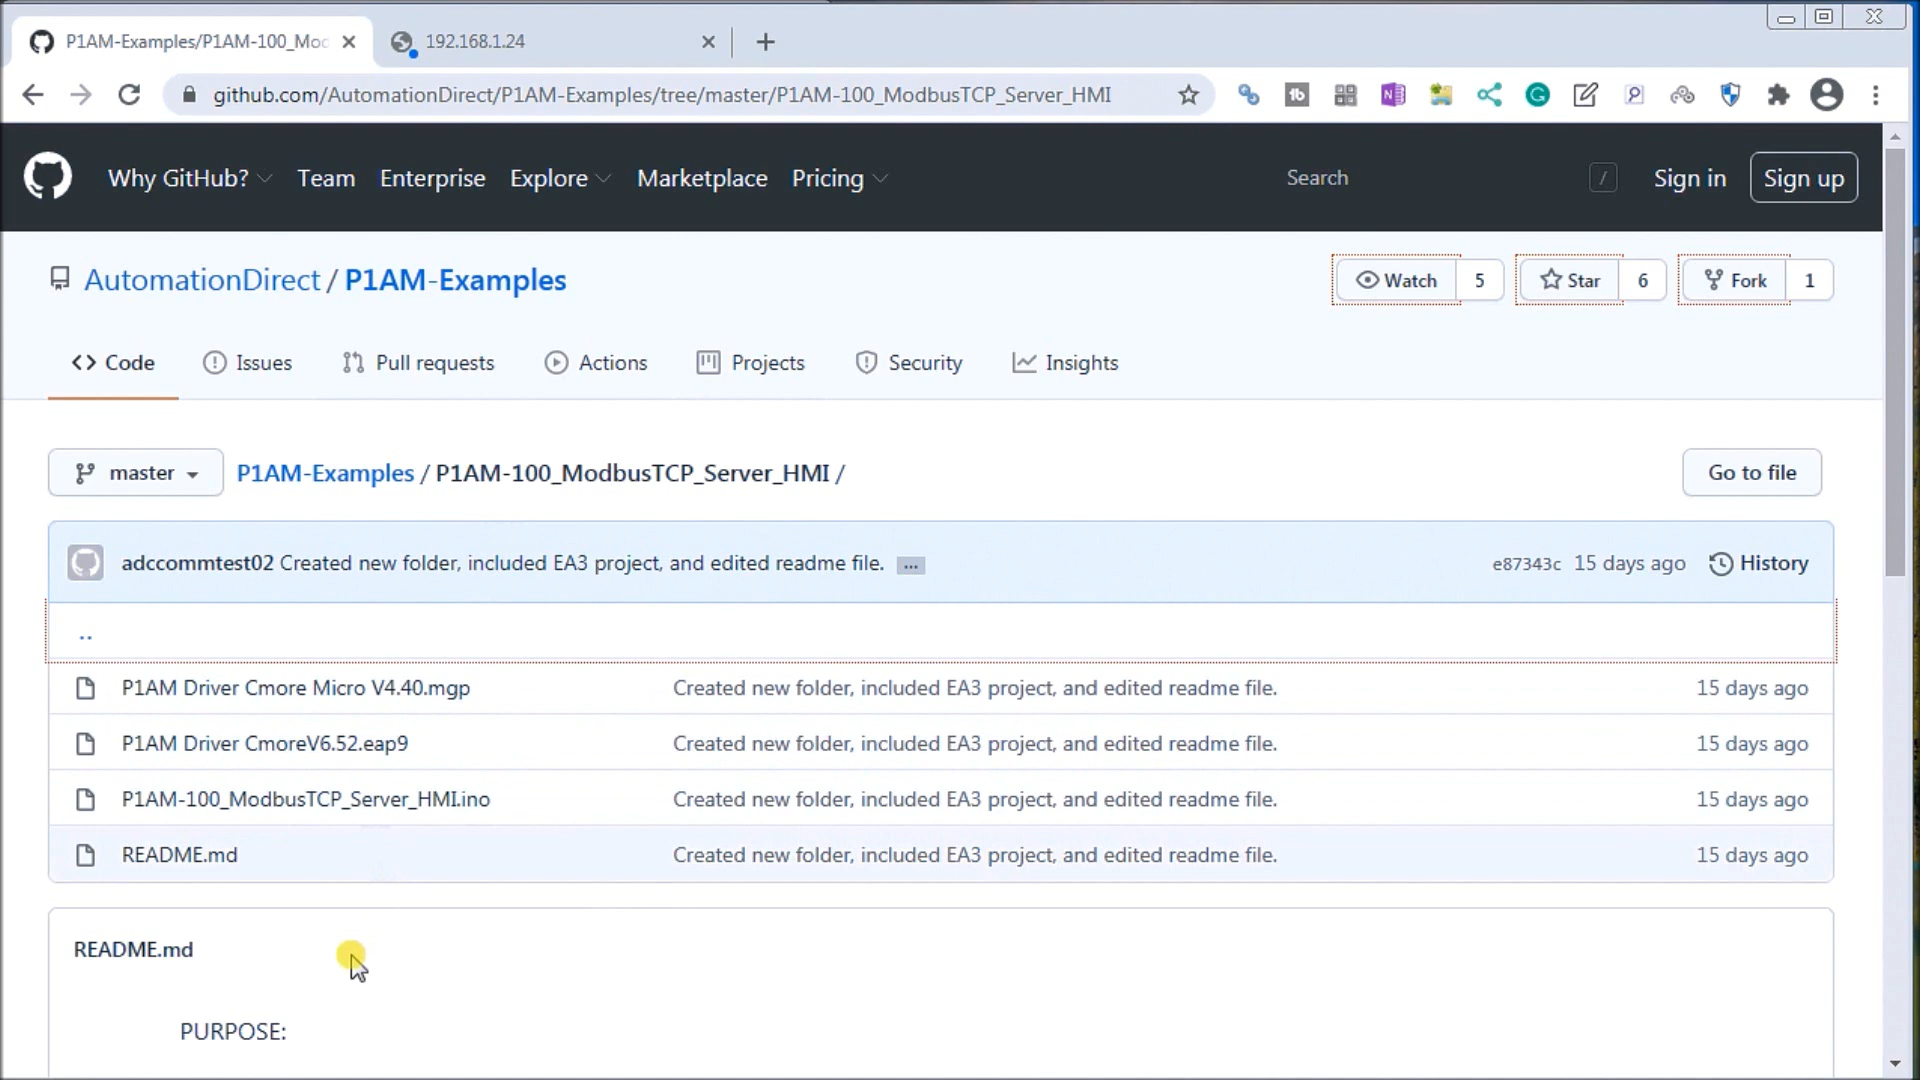 P1AM-Examples/P1AM-100_Mod
192.168.1.24
github.com/AutomationDirect/P1AM-Examples/tree/master/P1AM-100_ModbusTCP_Server_HMI
Why GitHub? Team Enterprise Explore Marketplace Pricing Search / Sign in Sign up
AutomationDirect / P1AM-Examples
Watch 5 Star 6 Fork 1
Code Issues Pull requests Actions Projects Security Insights
master P1AM-Examples / P1AM-100_ModbusTCP_Server_HMI / Go to file
adccommtest02 Created new folder, included EA3 project, and edited readme file. ... e87343c 15 days ago History
..
P1AM Driver Cmore Micro V4.40.mgp Created new folder, included EA3 project, and edited readme file. 15 days ago
P1AM Driver CmoreV6.52.eap9 Created new folder, included EA3 project, and edited readme file. 15 days ago
P1AM-100_ModbusTCP_Server_HMI.ino Created new folder, included EA3 project, and edited readme file. 15 days ago
README.md Created new folder, included EA3 project, and edited readme file. 15 days ago
README.md
PURPOSE: